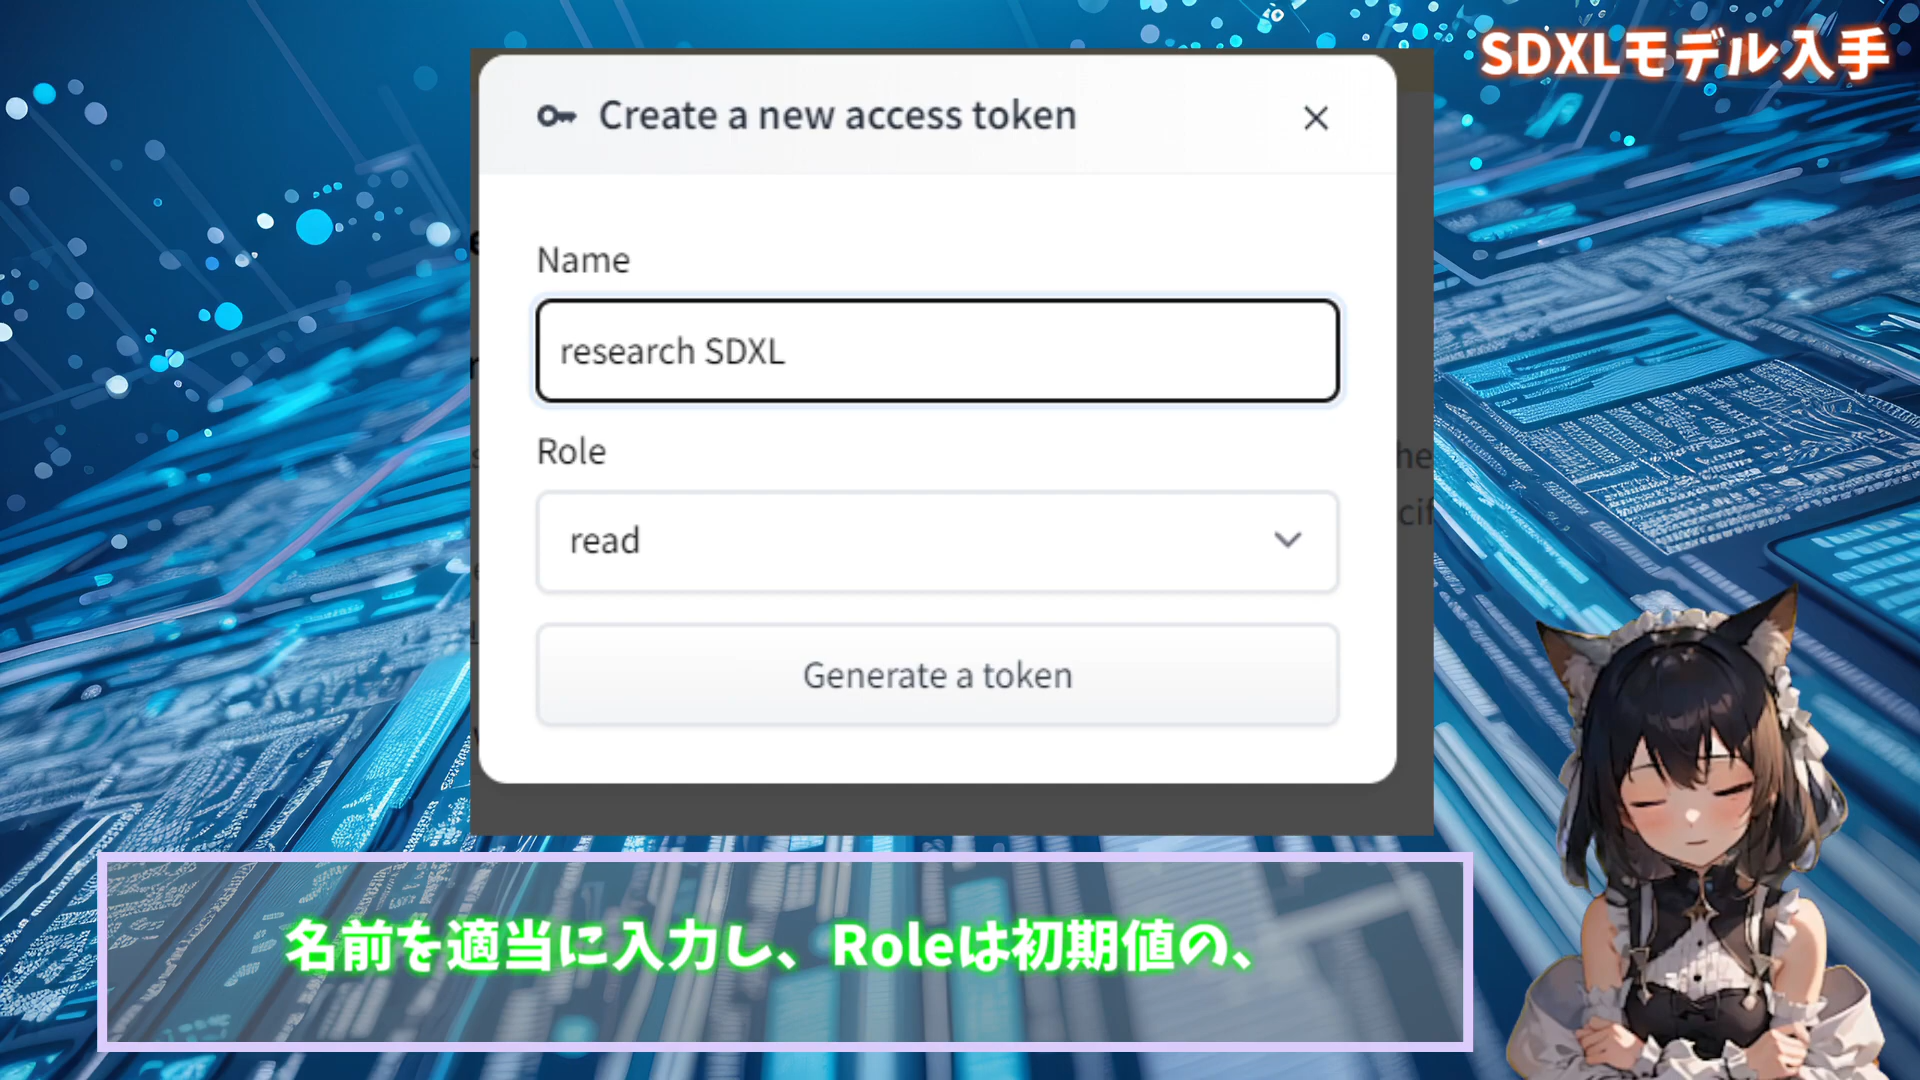 SDXLモデル入手
Create a new access token
Name
research SDXL
Role
read
Generate a token
he
cif
名前を適当に入力し、Roleは初期値の、